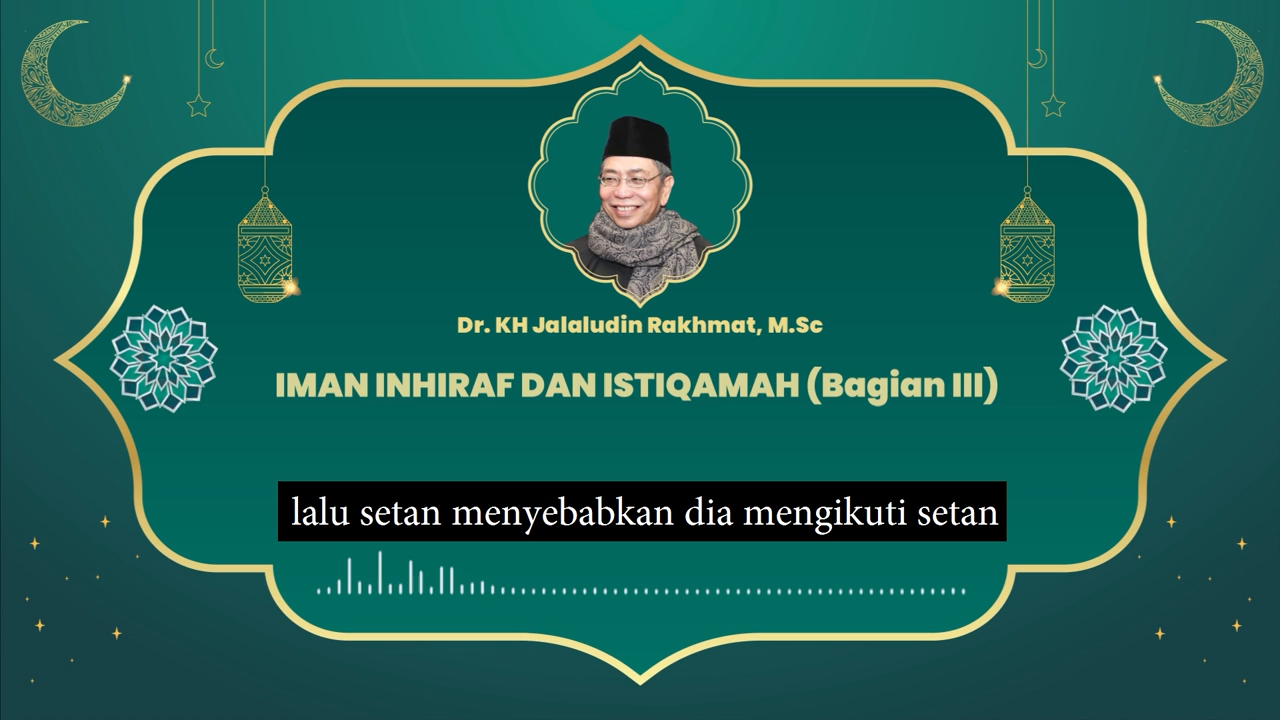 Dr. KH Jalaludin Rakhmat, M.Sc
IMAN INHIRAF DAN ISTIQAMAH (Bagian III)
lalu setan menyebabkan dia mengikuti setan